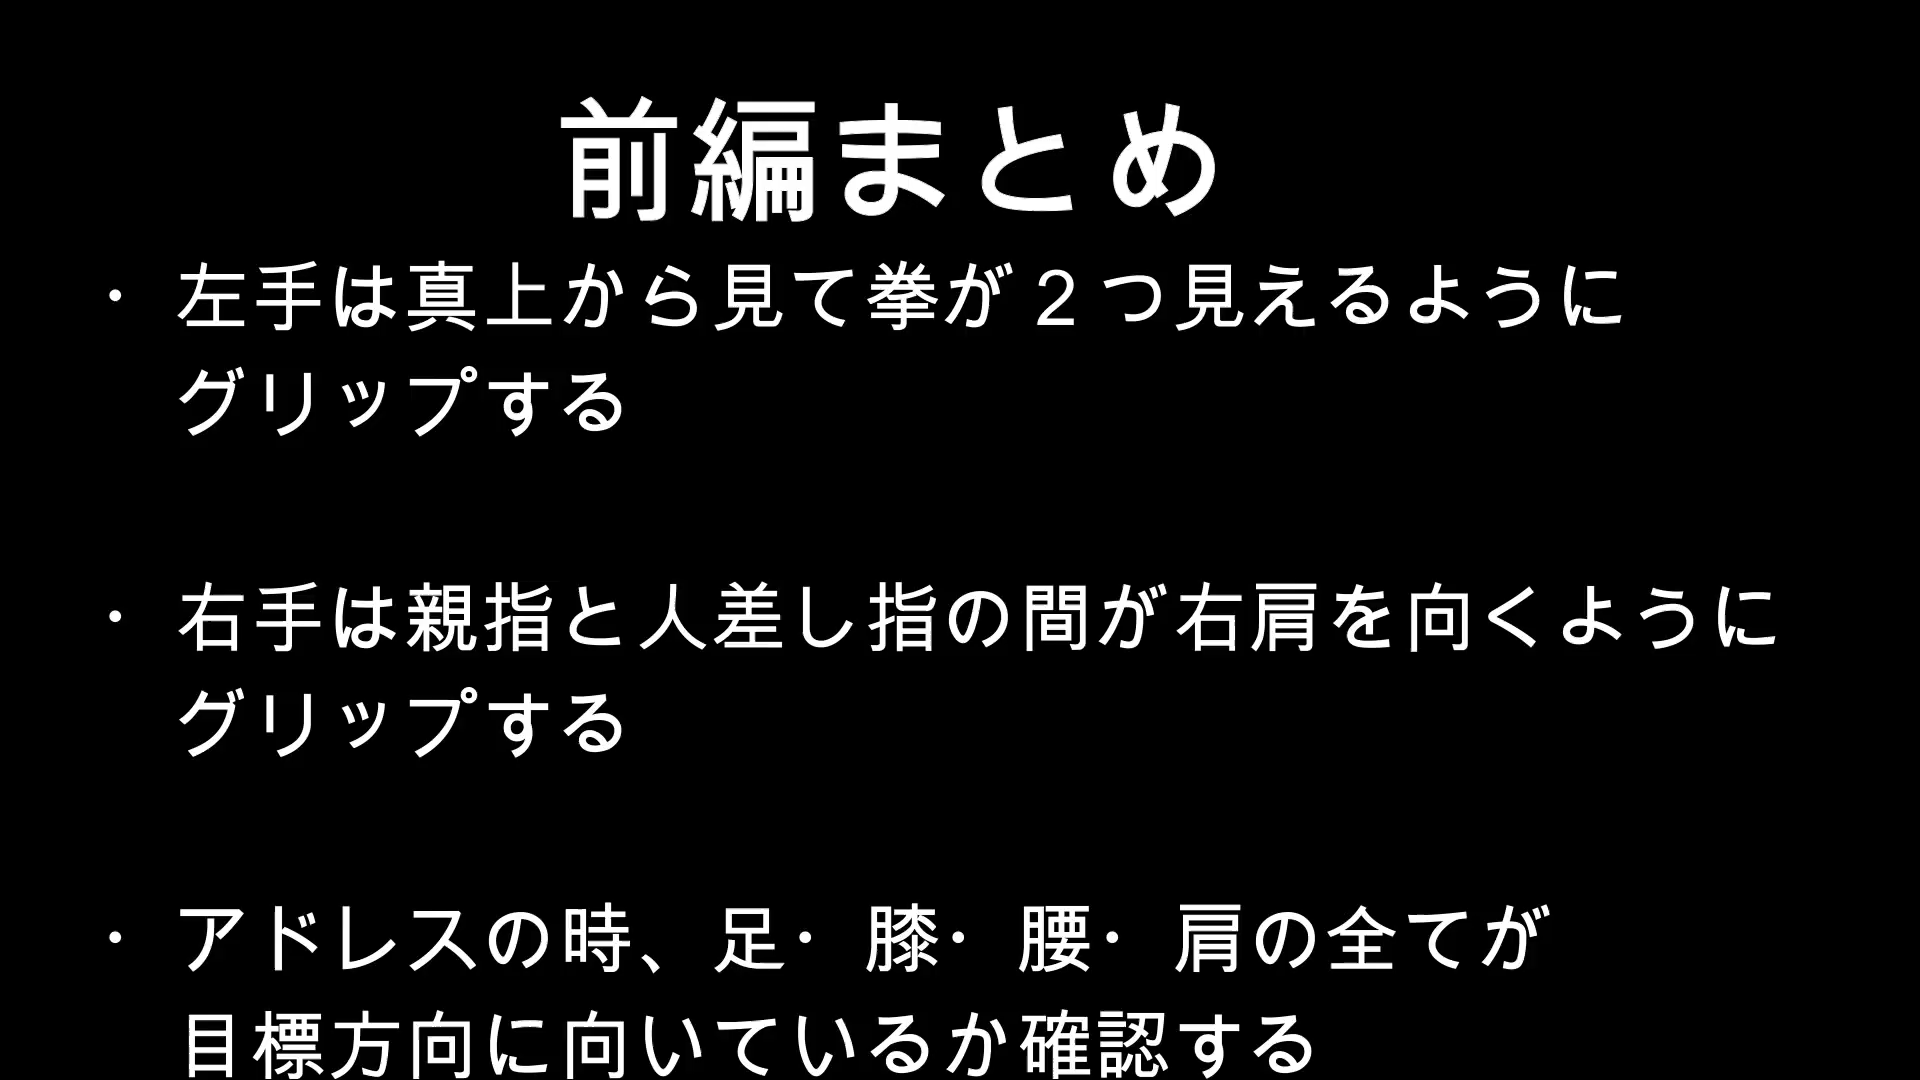 前編まとめ
・ 左手は真上から見て拳が２つ見えるように
グリップする
・ 右手は親指と人差し指の間が右肩を向くように
グリップする
・ アドレスの時、足・膝・腰・肩の全てが
目標方向に向いているか確認する